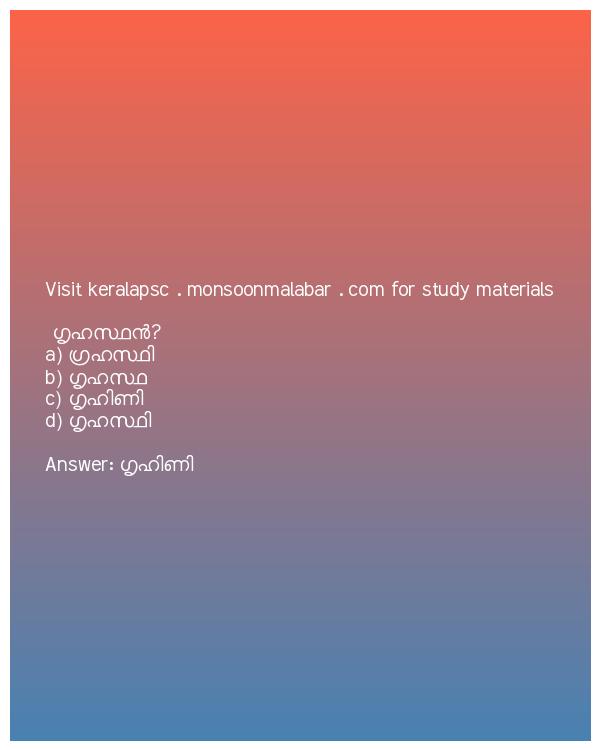 Visit keralapsc . monsoonmalabar . com for study materials
ഗൃഹസ്ഥൻ?
a) ഗ്രഹസ്ഥി
b) ഗൃഹസ്ഥ
c) ഗൃഹിണി
d) ഗൃഹസ്ഥി
Answer: ഗൃഹിണി